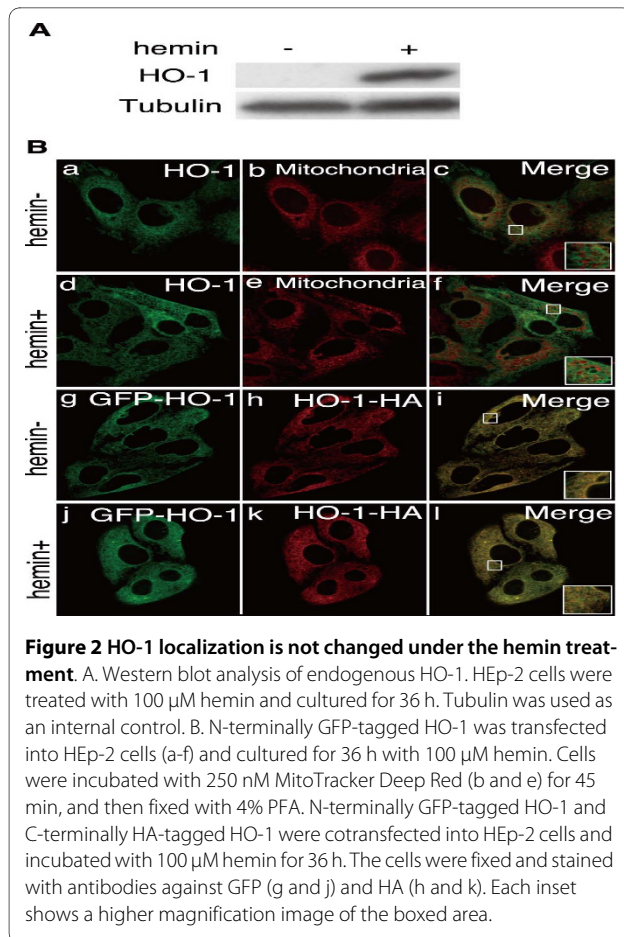 A
hemin - +
HO-1
Tubulin
B
a HO-1 b Mitochondria c Merge
hemin-
d HO-1 e Mitochondria f Merge
hemin+
g GFP-HO-1 h HO-1-HA i Merge
hemin-
j GFP-HO-1 k HO-1-HA l Merge
hemin+
Figure 2 HO-1 localization is not changed under the hemin treat-
ment. A. Western blot analysis of endogenous HO-1. HEp-2 cells were
treated with 100 μM hemin and cultured for 36 h. Tubulin was used as
an internal control. B. N-terminally GFP-tagged HO-1 was transfected
into HEp-2 cells (a-f) and cultured for 36 h with 100 μM hemin. Cells
were incubated with 250 nM MitoTracker Deep Red (b and e) for 45
min, and then fixed with 4% PFA. N-terminally GFP-tagged HO-1 and
C-terminally HA-tagged HO-1 were cotransfected into HEp-2 cells and
incubated with 100 μM hemin for 36 h. The cells were fixed and stained
with antibodies against GFP (g and j) and HA (h and k). Each inset
shows a higher magnification image of the boxed area.